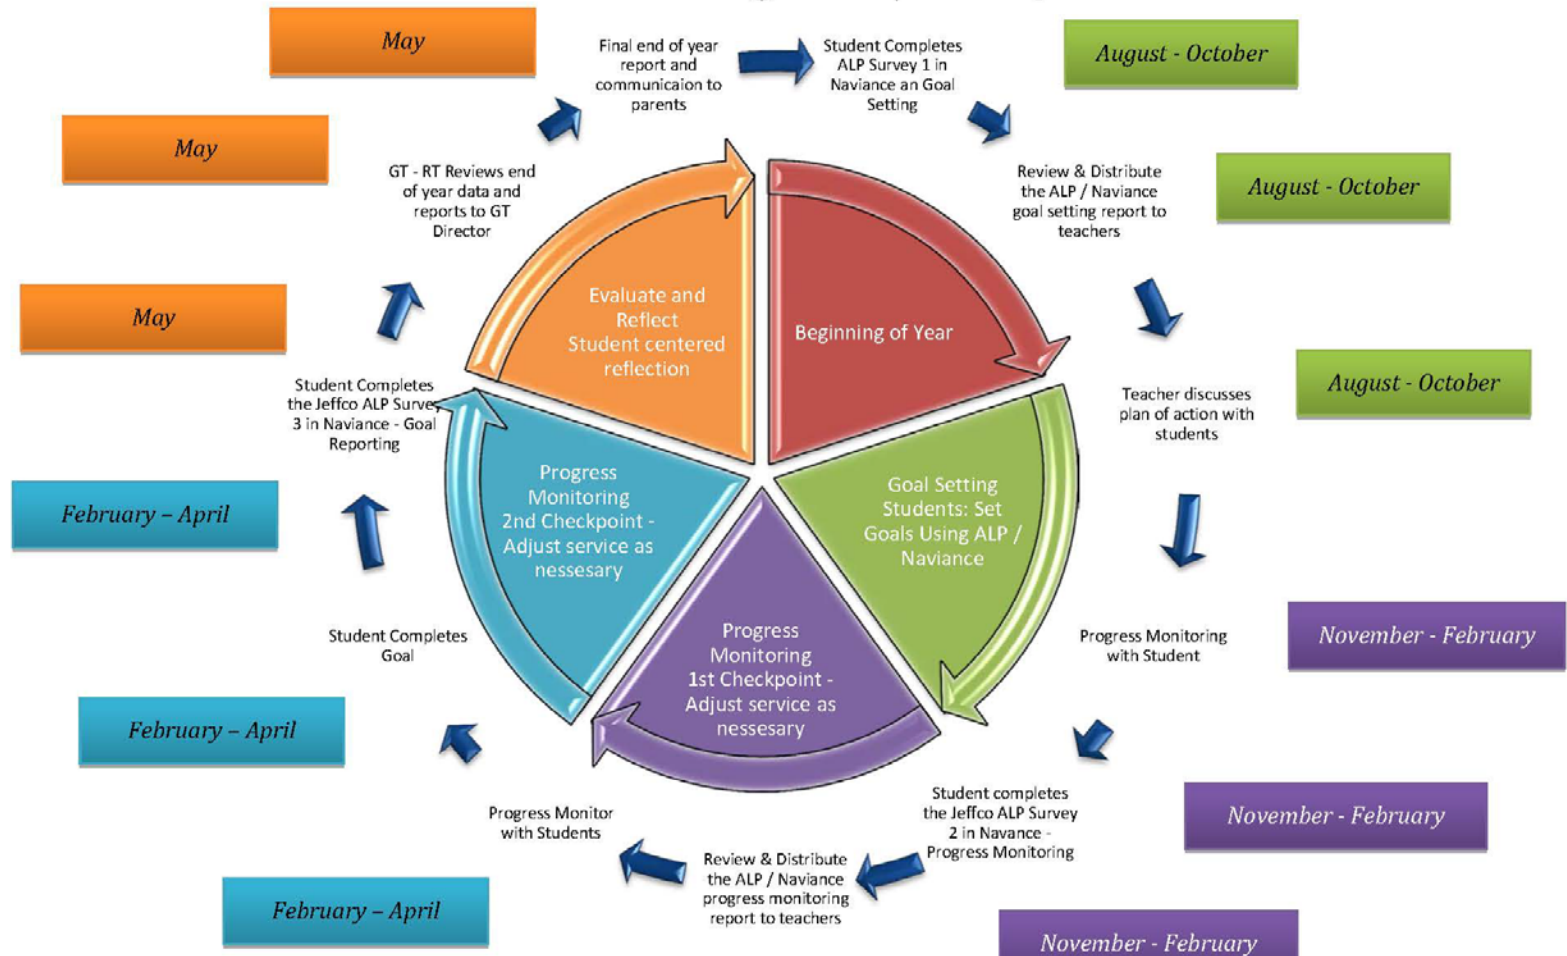 May
Final end of year
report and
communicaion to
parents
Student Completes
ALP Survey 1 in
Naviance an Goal
Setting
August - October
May
GT - RT Reviews end
of year data and
reports to GT
Director
Review & Distribute
the ALP / Naviance
goal setting report to
teachers
August - October
May
Evaluate and
Reflect
Student centered
reflection
Beginning of Year
Student Completes
the Jeffco ALP Survey
3 in Naviance - Goal
Reporting
Teacher discusses
plan of action with
students
August - October
February – April
Progress
Monitoring
2nd Checkpoint -
Adjust service as
nessesary
Goal Setting
Students: Set
Goals Using ALP /
Naviance
Student Completes
Goal
Progress
Monitoring
1st Checkpoint -
Adjust service as
nessesary
Progress Monitoring
with Student
November - February
February – April
Progress Monitor
with Students
Student completes
the Jeffco ALP Survey
2 in Navance -
Progress Monitoring
November - February
February – April
Review & Distribute
the ALP / Naviance
progress monitoring
report to teachers
November - February